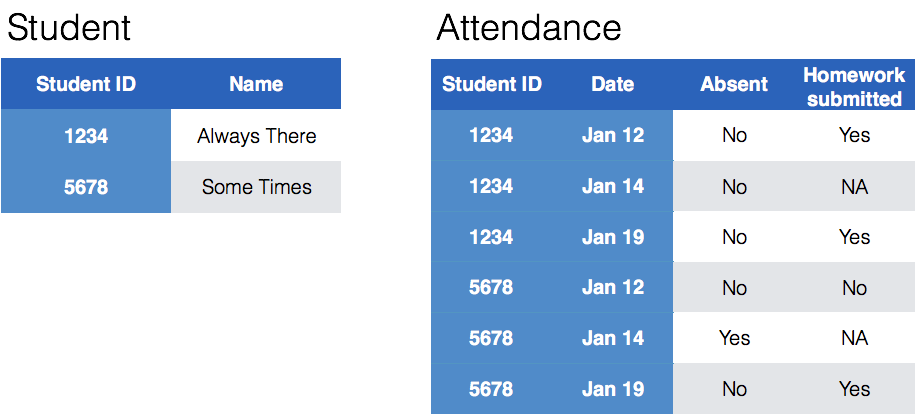 Student
Student ID Name
1234 Always There
5678 Some Times
Attendance
Student ID Date Absent Homework submitted
1234 Jan 12 No Yes
1234 Jan 14 No NA
1234 Jan 19 No Yes
5678 Jan 12 No No
5678 Jan 14 Yes NA
5678 Jan 19 No Yes